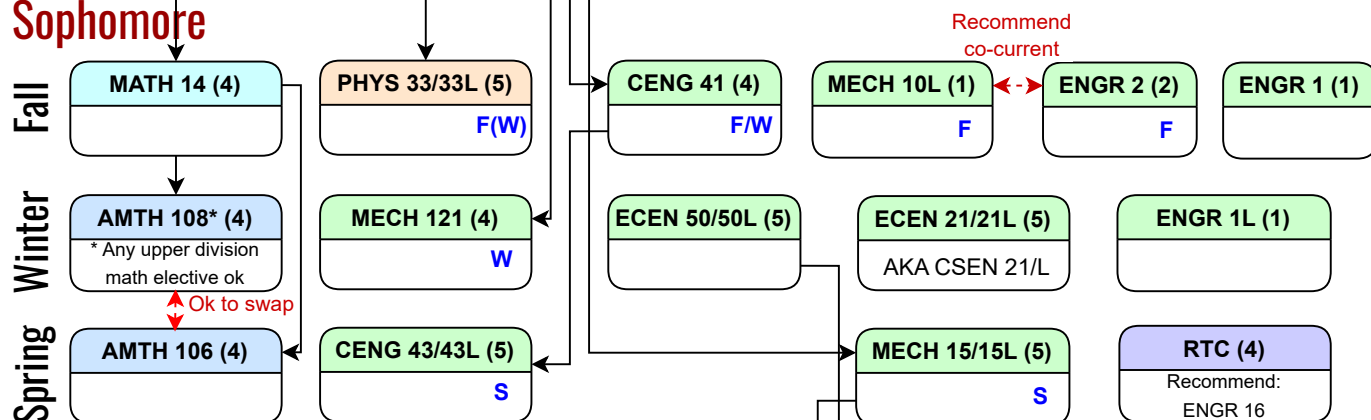 Sophomore
Recommend
co-current
Fall
MATH 14 (4)
PHYS 33/33L (5)
F(W)
CENG 41 (4)
F/W
MECH 10L (1)
F
ENGR 2 (2)
F
ENGR 1 (1)
Winter
AMTH 108* (4)
* Any upper division
math elective ok
MECH 121 (4)
W
ECEN 50/50L (5)
ECEN 21/21L (5)
AKA CSEN 21/L
ENGR 1L (1)
Ok to swap
Spring
AMTH 106 (4)
CENG 43/43L (5)
S
MECH 15/15L (5)
S
RTC (4)
Recommend:
ENGR 16